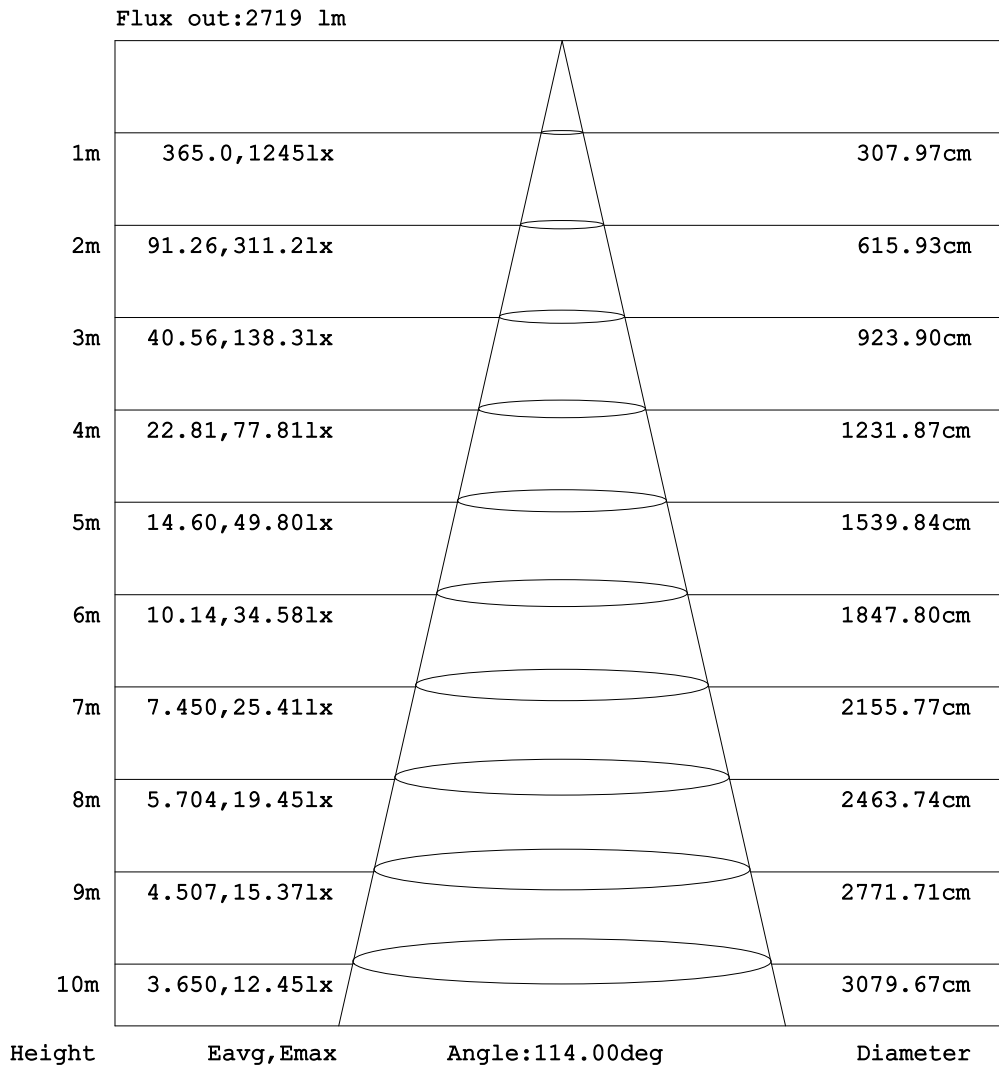 Flux out:2719 lm
1m 365.0,1245lx 307.97cm
2m 91.26,311.2lx 615.93cm
3m 40.56,138.3lx 923.90cm
4m 22.81,77.81lx 1231.87cm
5m 14.60,49.80lx 1539.84cm
6m 10.14,34.58lx 1847.80cm
7m 7.450,25.41lx 2155.77cm
8m 5.704,19.45lx 2463.74cm
9m 4.507,15.37lx 2771.71cm
10m 3.650,12.45lx 3079.67cm
Height Eavg,Emax Angle:114.00deg Diameter